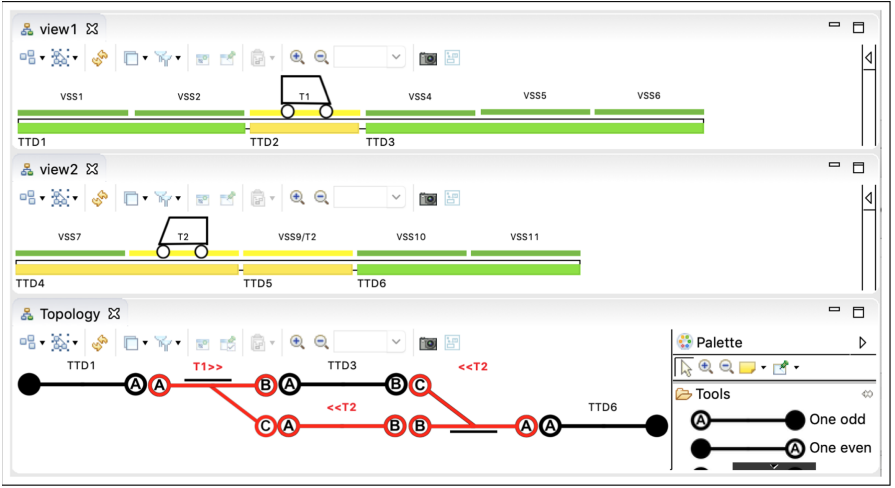 view1
VSS1 VSS2 T1 VSS4 VSS5 VSS6
TTD1 TTD2 TTD3
view2
VSS7 T2 VSS9/T2 VSS10 VSS11
TTD4 TTD5 TTD6
Topology
Palette
TTD1 T1>> TTD3 <<T2
A A B A B C
Tools
<<T2 TTD6
A One odd
C A B B A A
A One even